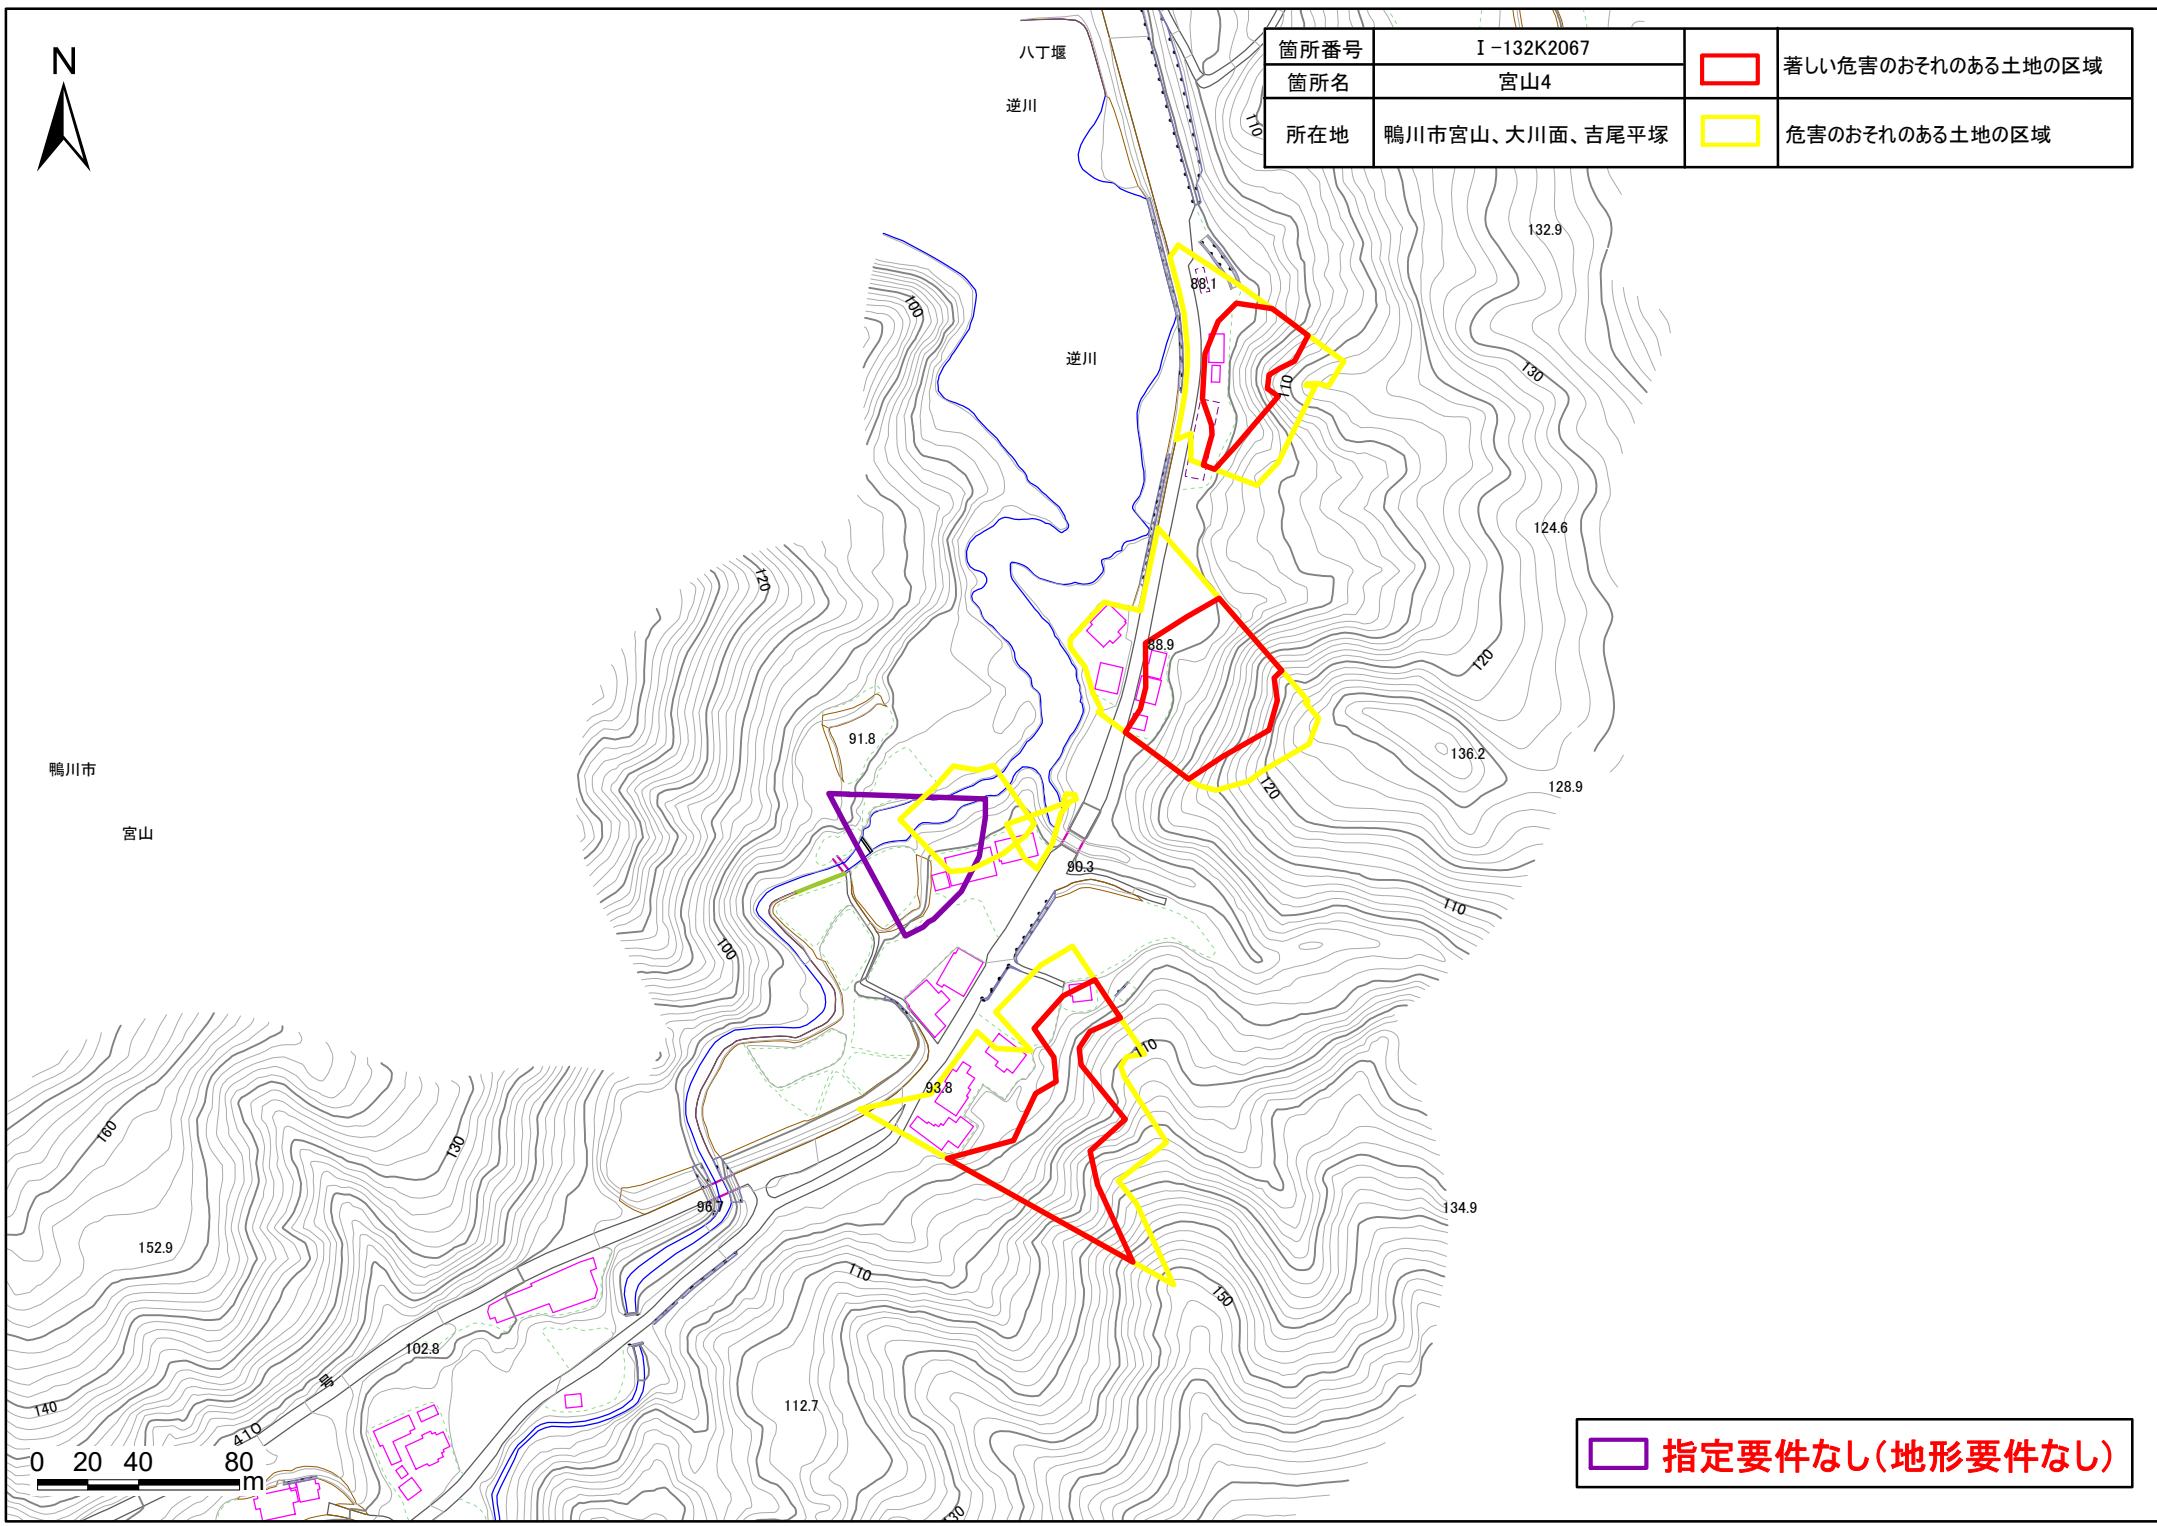 N
箇所番号 Ⅰ-132K2067
箇所名 宮山4
所在地 鴨川市宮山、大川面、吉尾平塚
著しい危害のおそれのある土地の区域
危害のおそれのある土地の区域
八丁堰
逆川
110
132.9
88.1
100
逆川
130
110
124.6
120
88.9
120
91.8
136.2
鴨川市
128.9
120
宮山
90.3
110
100
110
93.8
160
130
96.7
134.9
152.9
110
150
102.8
号
140
112.7
410
0 20 40 80
m
130
指定要件なし(地形要件なし)